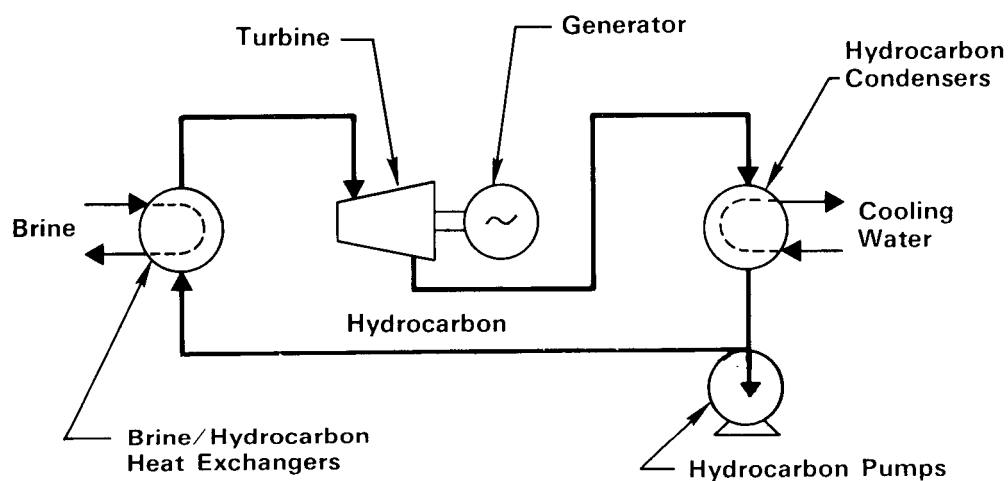 Turbine
Generator
Hydrocarbon
Condensers
Brine
Cooling
Water
Hydrocarbon
Brine/Hydrocarbon
Heat Exchangers
Hydrocarbon Pumps